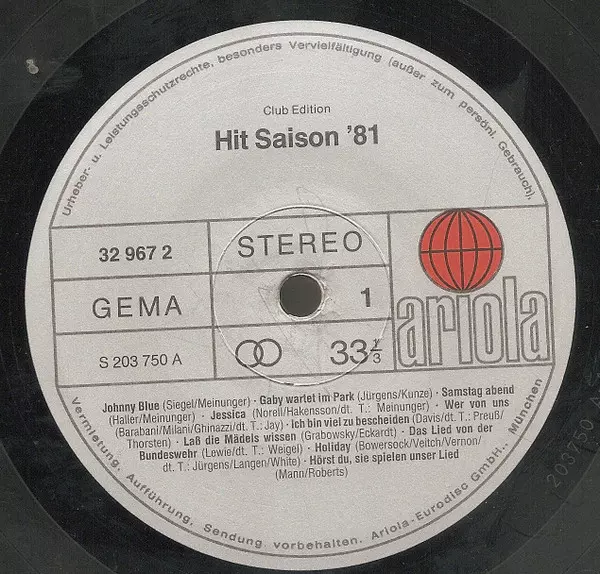 Urheber- u. Leistungsschutzrechte, besonders Vervielfältigung (außer zum persönl. Gebrauch).
Club Edition
Hit Saison '81
32 967 2
STEREO
GEMA
1
ariola
S 203 750 A
33⅓
Johnny Blue (Siegel/Meinunger) · Gaby wartet im Park (Jürgens/Kunze) · Samstag abend
(Haller/Meinunger) · Jessica (Norell/Hakensson/dt. T.: Meinunger) · Wer von uns
(Barabani/Milani/Ghinazzi/dt. T.: Jay) · Ich bin viel zu bescheiden (Davis/dt. T.: Preuß/
Thorsten) · Laß die Mädels wissen (Grabowsky/Eckardt) · Das Lied von der
Bundeswehr (Lewie/dt. T.: Weigel) · Holiday (Bowersock/Veitch/Vernon/
dt. T.: Jürgens/Langen/White) · Hörst du, sie spielen unser Lied
(Mann/Roberts)
Vermietung, Aufführung, Sendung vorbehalten. Ariola-Eurodisc GmbH., München
203750 A